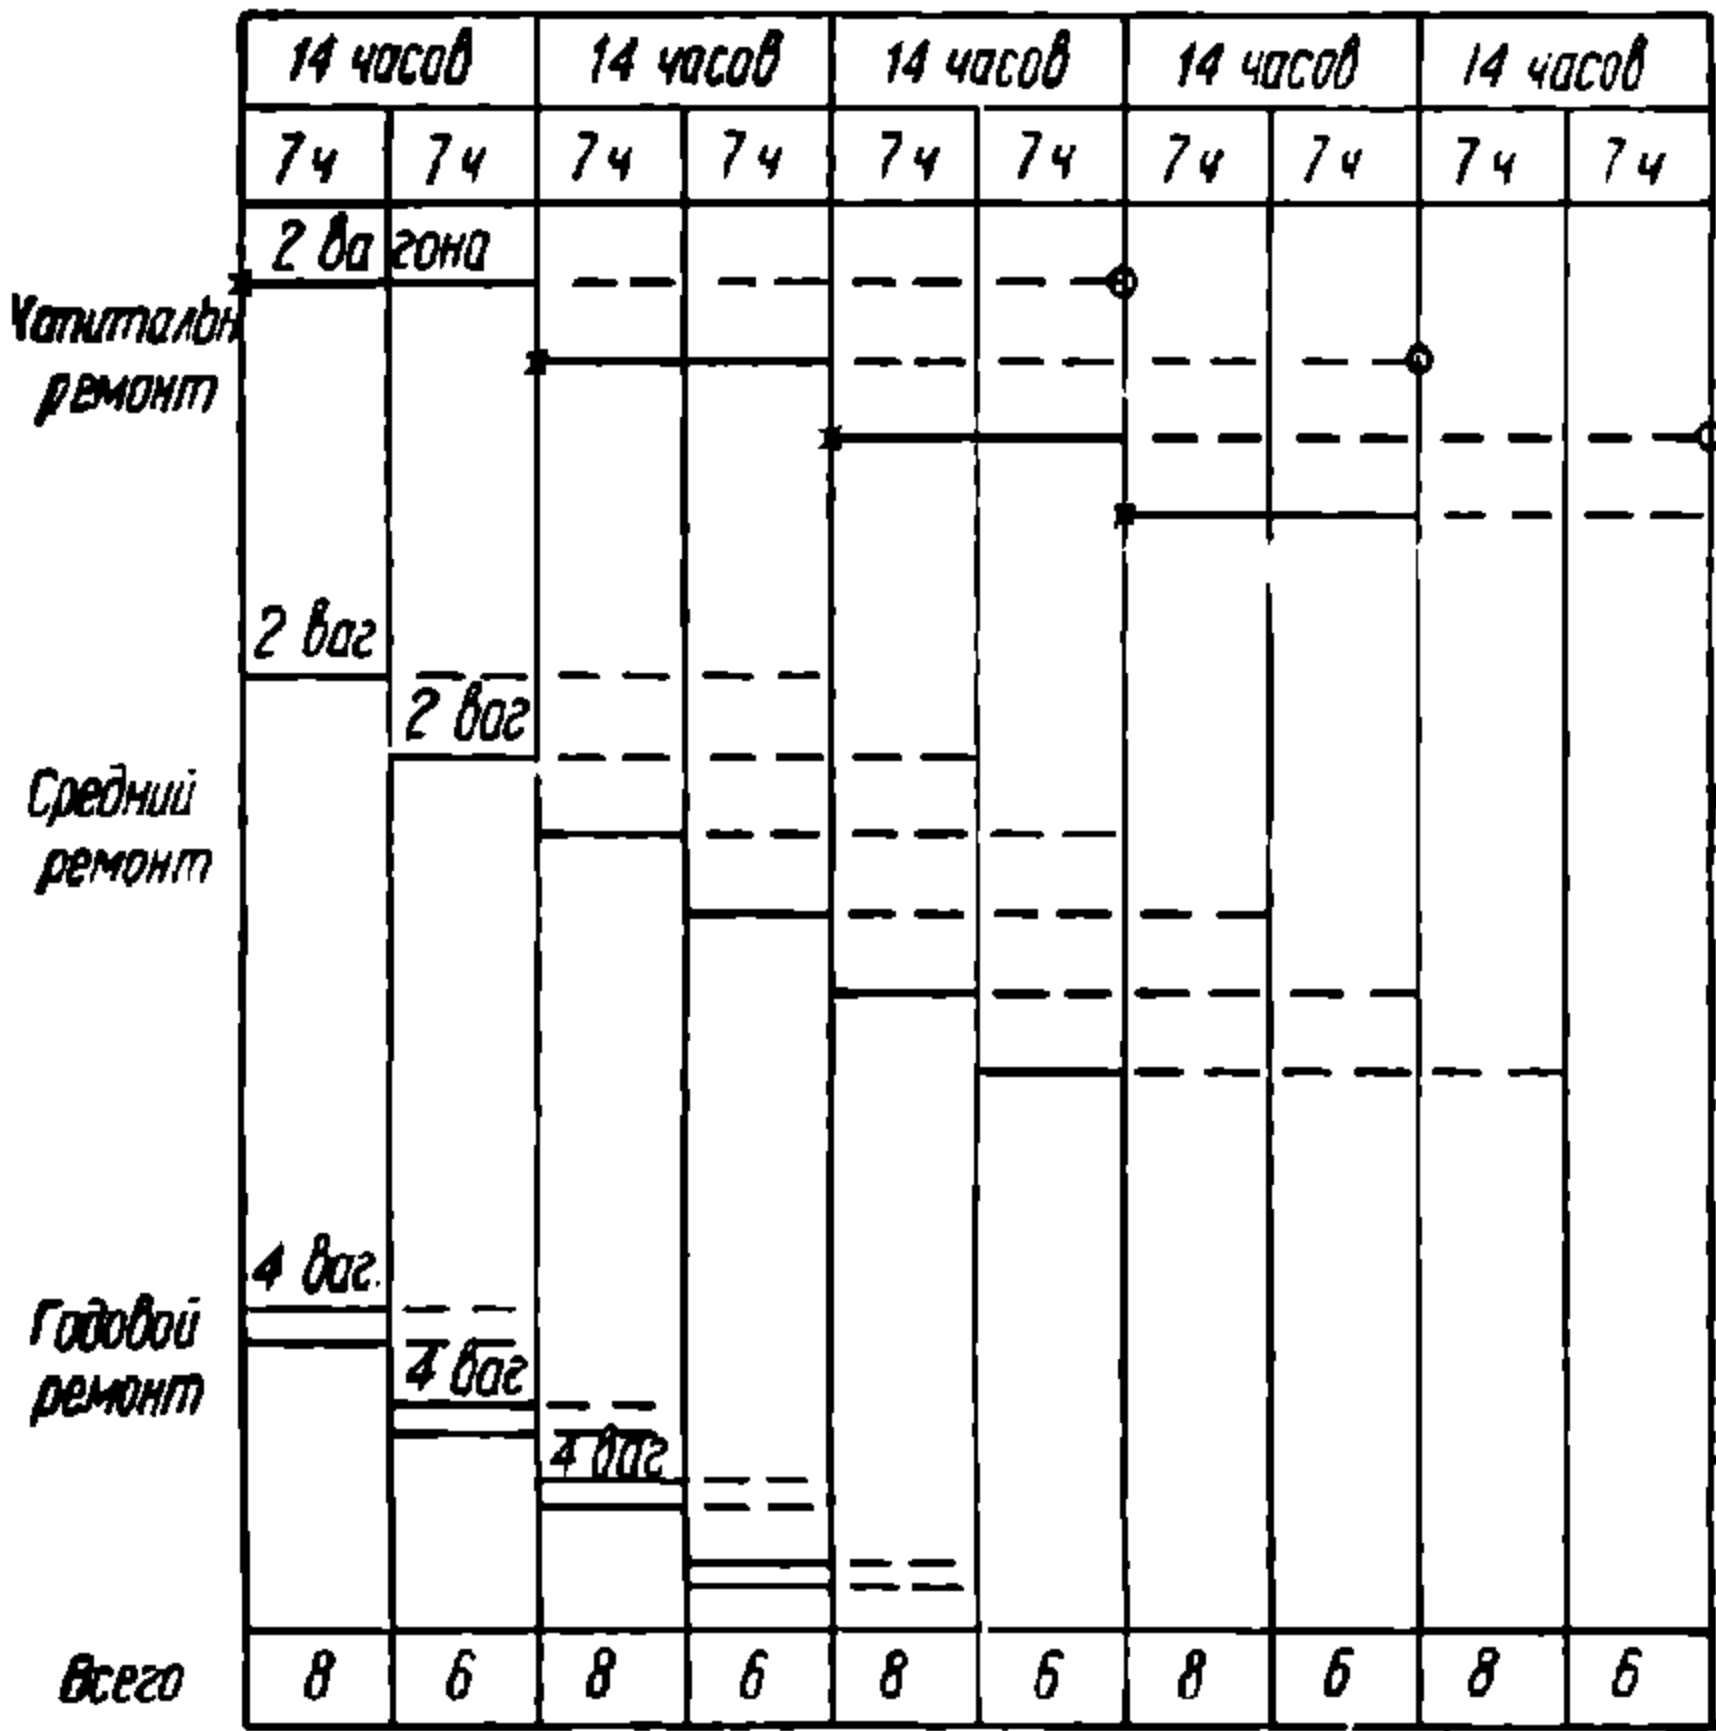 14 часов 14 часов 14 часов 14 часов 14 часов
7 ч 7 ч 7 ч 7 ч 7 ч 7 ч 7 ч 7 ч 7 ч 7 ч
2 вагона
Капитальн
ремонт
2 ваг
2 ваг
Средний
ремонт
4 ваг.
Годовой
ремонт
4 ваг
4 ваг
Всего 8 6 8 6 8 6 8 6 8 6